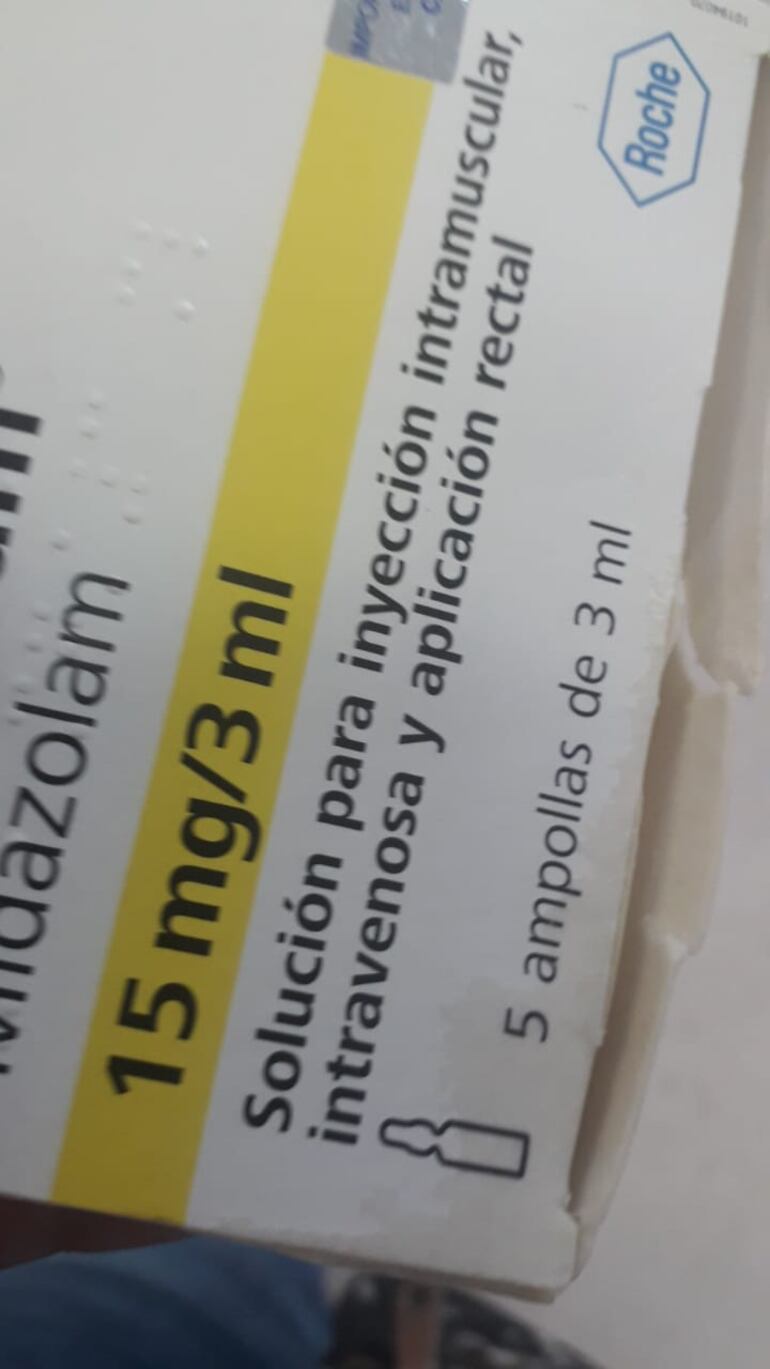 Midazolam
15 mg/3 ml
Solución para inyección intramuscular,
intravenosa y aplicación rectal
5 ampollas de 3 ml
Roche